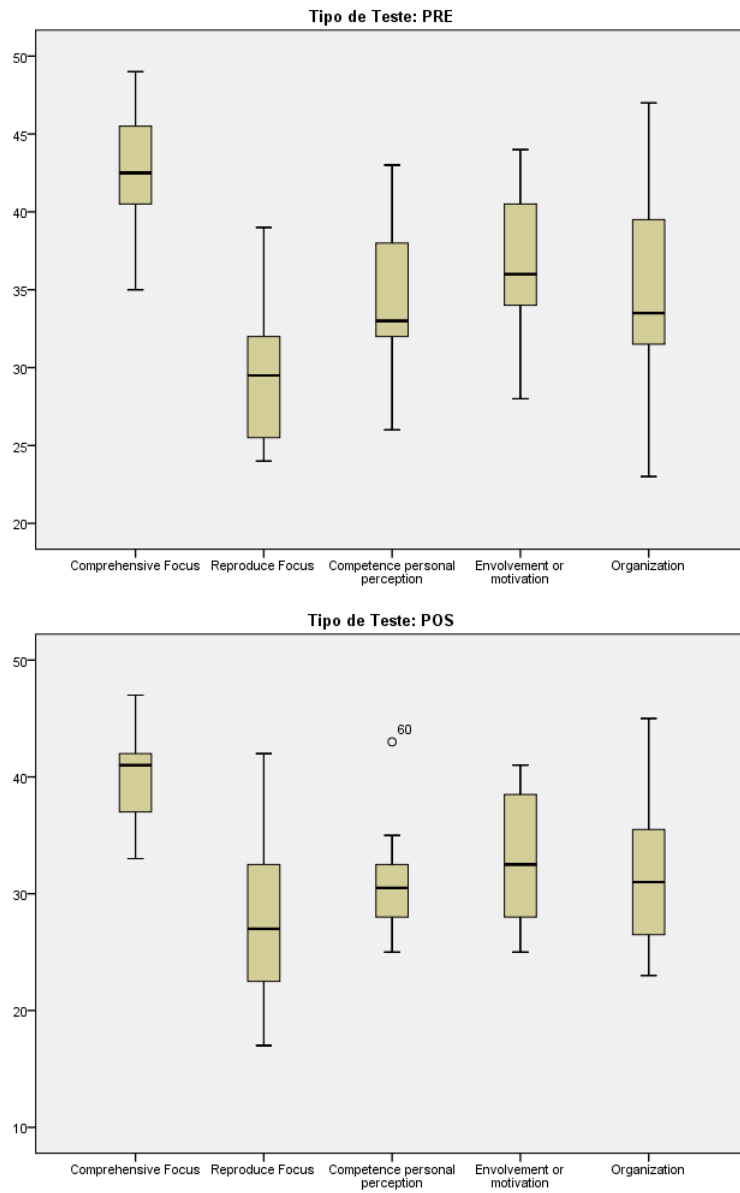 Tipo de Teste: PRE
50
45
40
35
30
25
20
Comprehensive Focus
Reproduce Focus
Competence personal
perception
Envolvement or
motivation
Organization
Tipo de Teste: POS
50
40
30
20
10
60
Comprehensive Focus
Reproduce Focus
Competence personal
perception
Envolvement or
motivation
Organization